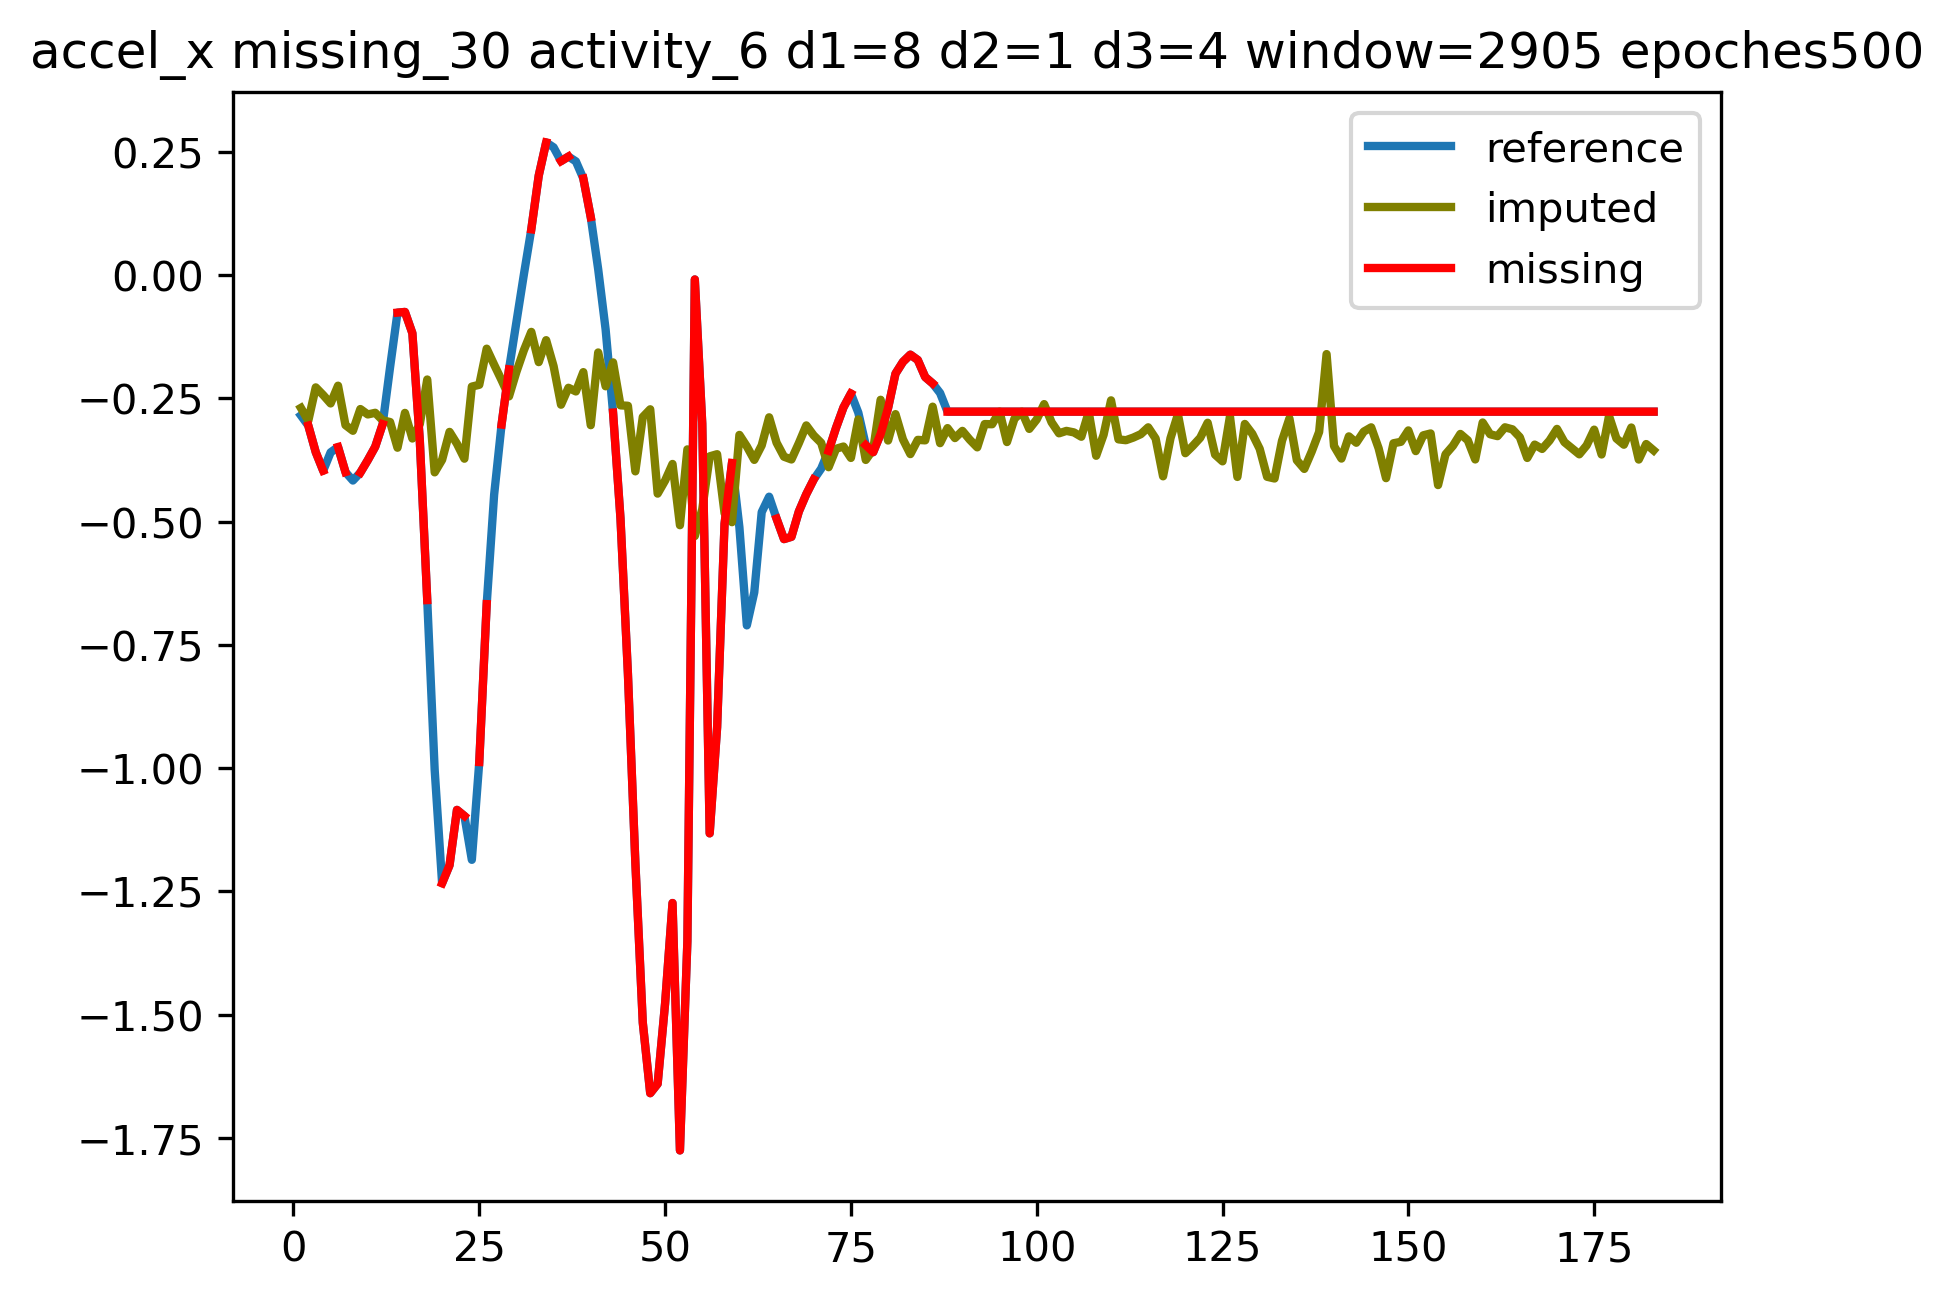 accel_x missing_30 activity_6 d1=8 d2=1 d3=4 window=2905 epoches500
reference
imputed
missing
0.25
0.00
−0.25
−0.50
−0.75
−1.00
−1.25
−1.50
−1.75
0 25 50 75 100 125 150 175